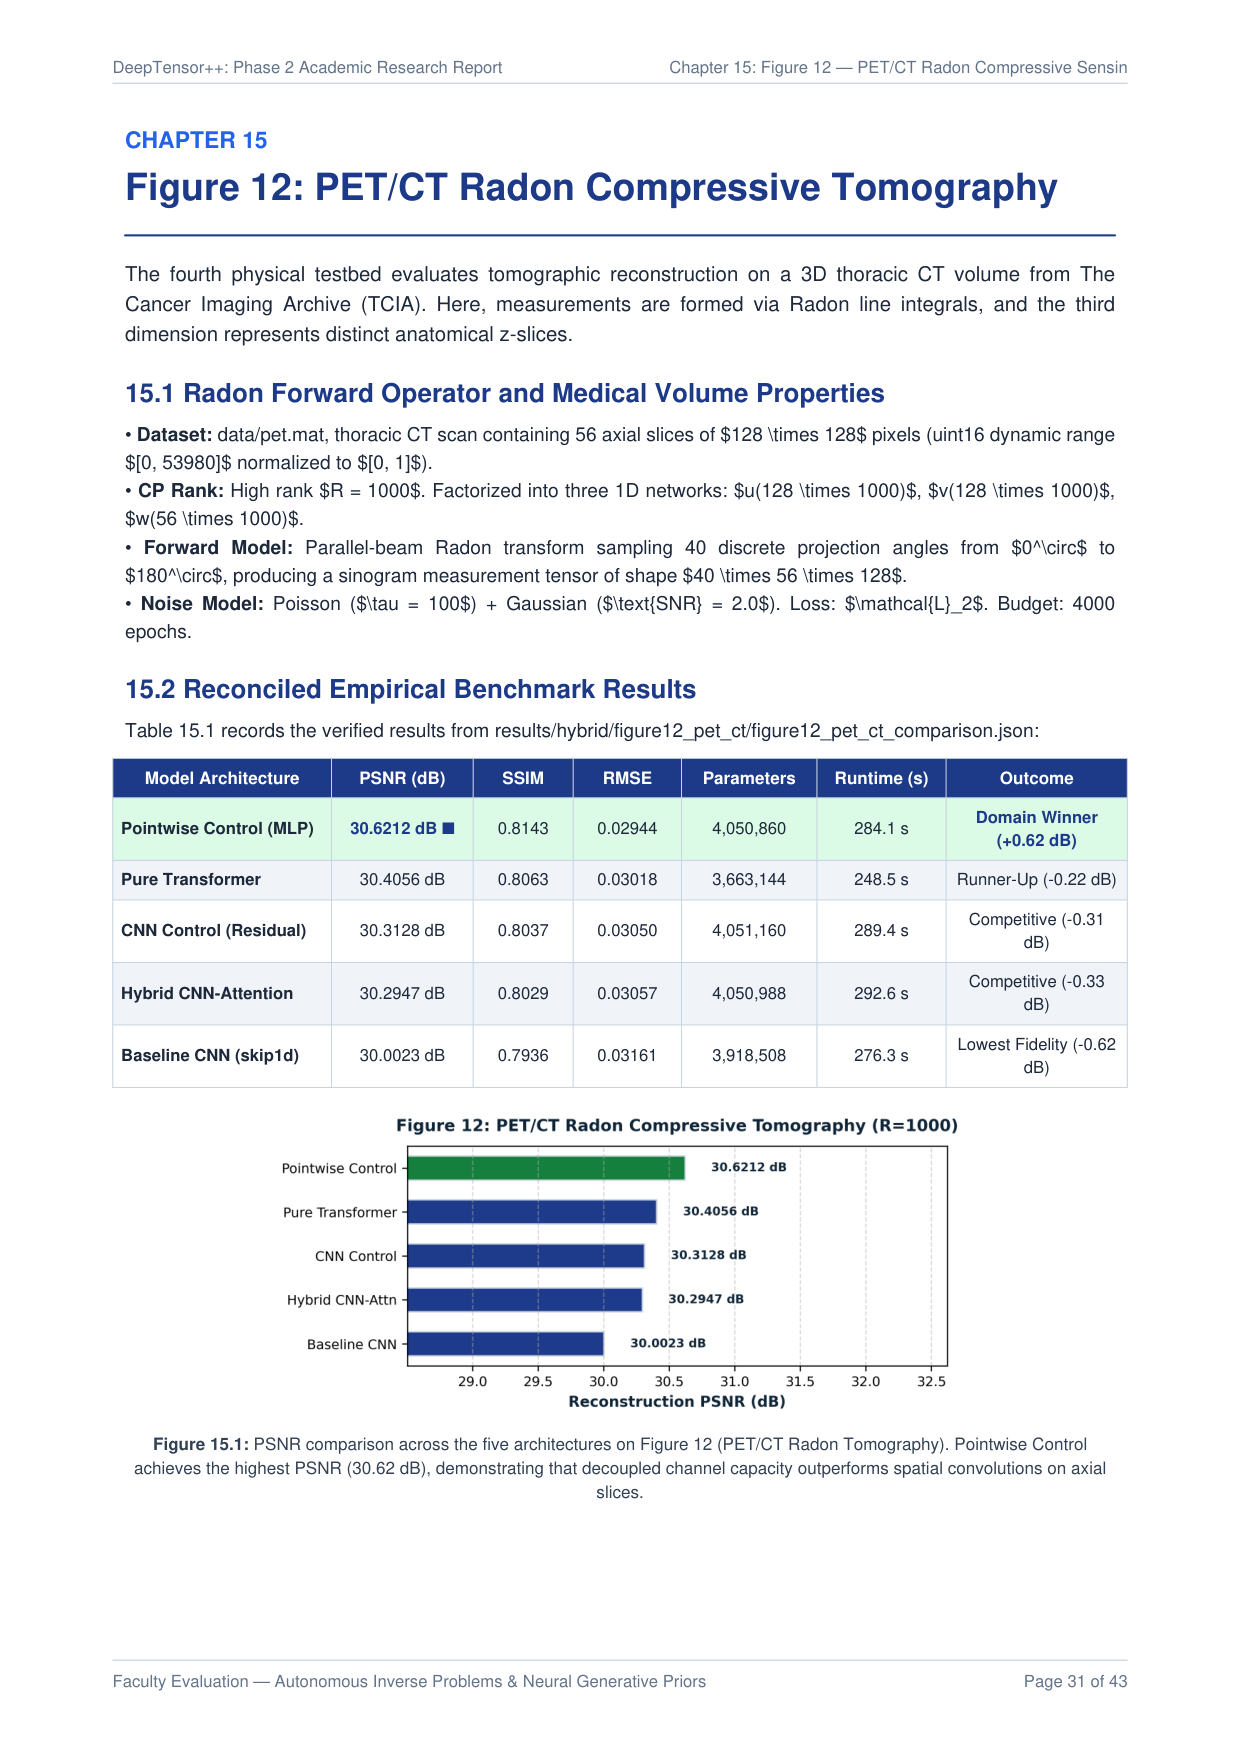 DeepTensor++: Phase 2 Academic Research Report
Chapter 15: Figure 12 — PET/CT Radon Compressive Sensin
CHAPTER 15
Figure 12: PET/CT Radon Compressive Tomography
The fourth physical testbed evaluates tomographic reconstruction on a 3D thoracic CT volume from The
Cancer Imaging Archive (TCIA). Here, measurements are formed via Radon line integrals, and the third
dimension represents distinct anatomical z-slices.
15.1 Radon Forward Operator and Medical Volume Properties
• Dataset: data/pet.mat, thoracic CT scan containing 56 axial slices of $128 \times 128$ pixels (uint16 dynamic range
$[0, 53980]$ normalized to $[0, 1]$).
• CP Rank: High rank $R = 1000$. Factorized into three 1D networks: $u(128 \times 1000)$, $v(128 \times 1000)$,
$w(56 \times 1000)$.
• Forward Model: Parallel-beam Radon transform sampling 40 discrete projection angles from $0^\circ$ to
$180^\circ$, producing a sinogram measurement tensor of shape $40 \times 56 \times 128$.
• Noise Model: Poisson ($\tau = 100$) + Gaussian ($\text{SNR} = 2.0$). Loss: $\mathcal{L}_2$. Budget: 4000
epochs.
15.2 Reconciled Empirical Benchmark Results
Table 15.1 records the verified results from results/hybrid/figure12_pet_ct/figure12_pet_ct_comparison.json:
Model Architecture PSNR (dB) SSIM RMSE Parameters Runtime (s) Outcome
Pointwise Control (MLP) 30.6212 dB ■ 0.8143 0.02944 4,050,860 284.1 s Domain Winner
(+0.62 dB)
Pure Transformer 30.4056 dB 0.8063 0.03018 3,663,144 248.5 s Runner-Up (-0.22 dB)
CNN Control (Residual) 30.3128 dB 0.8037 0.03050 4,051,160 289.4 s Competitive (-0.31
dB)
Hybrid CNN-Attention 30.2947 dB 0.8029 0.03057 4,050,988 292.6 s Competitive (-0.33
dB)
Baseline CNN (skip1d) 30.0023 dB 0.7936 0.03161 3,918,508 276.3 s Lowest Fidelity (-0.62
dB)
Figure 12: PET/CT Radon Compressive Tomography (R=1000)
Pointwise Control 30.6212 dB
Pure Transformer 30.4056 dB
CNN Control 30.3128 dB
Hybrid CNN-Attn 30.2947 dB
Baseline CNN 30.0023 dB
29.0 29.5 30.0 30.5 31.0 31.5 32.0 32.5
Reconstruction PSNR (dB)
Figure 15.1: PSNR comparison across the five architectures on Figure 12 (PET/CT Radon Tomography). Pointwise Control
achieves the highest PSNR (30.62 dB), demonstrating that decoupled channel capacity outperforms spatial convolutions on axial
slices.
Faculty Evaluation — Autonomous Inverse Problems & Neural Generative Priors
Page 31 of 43